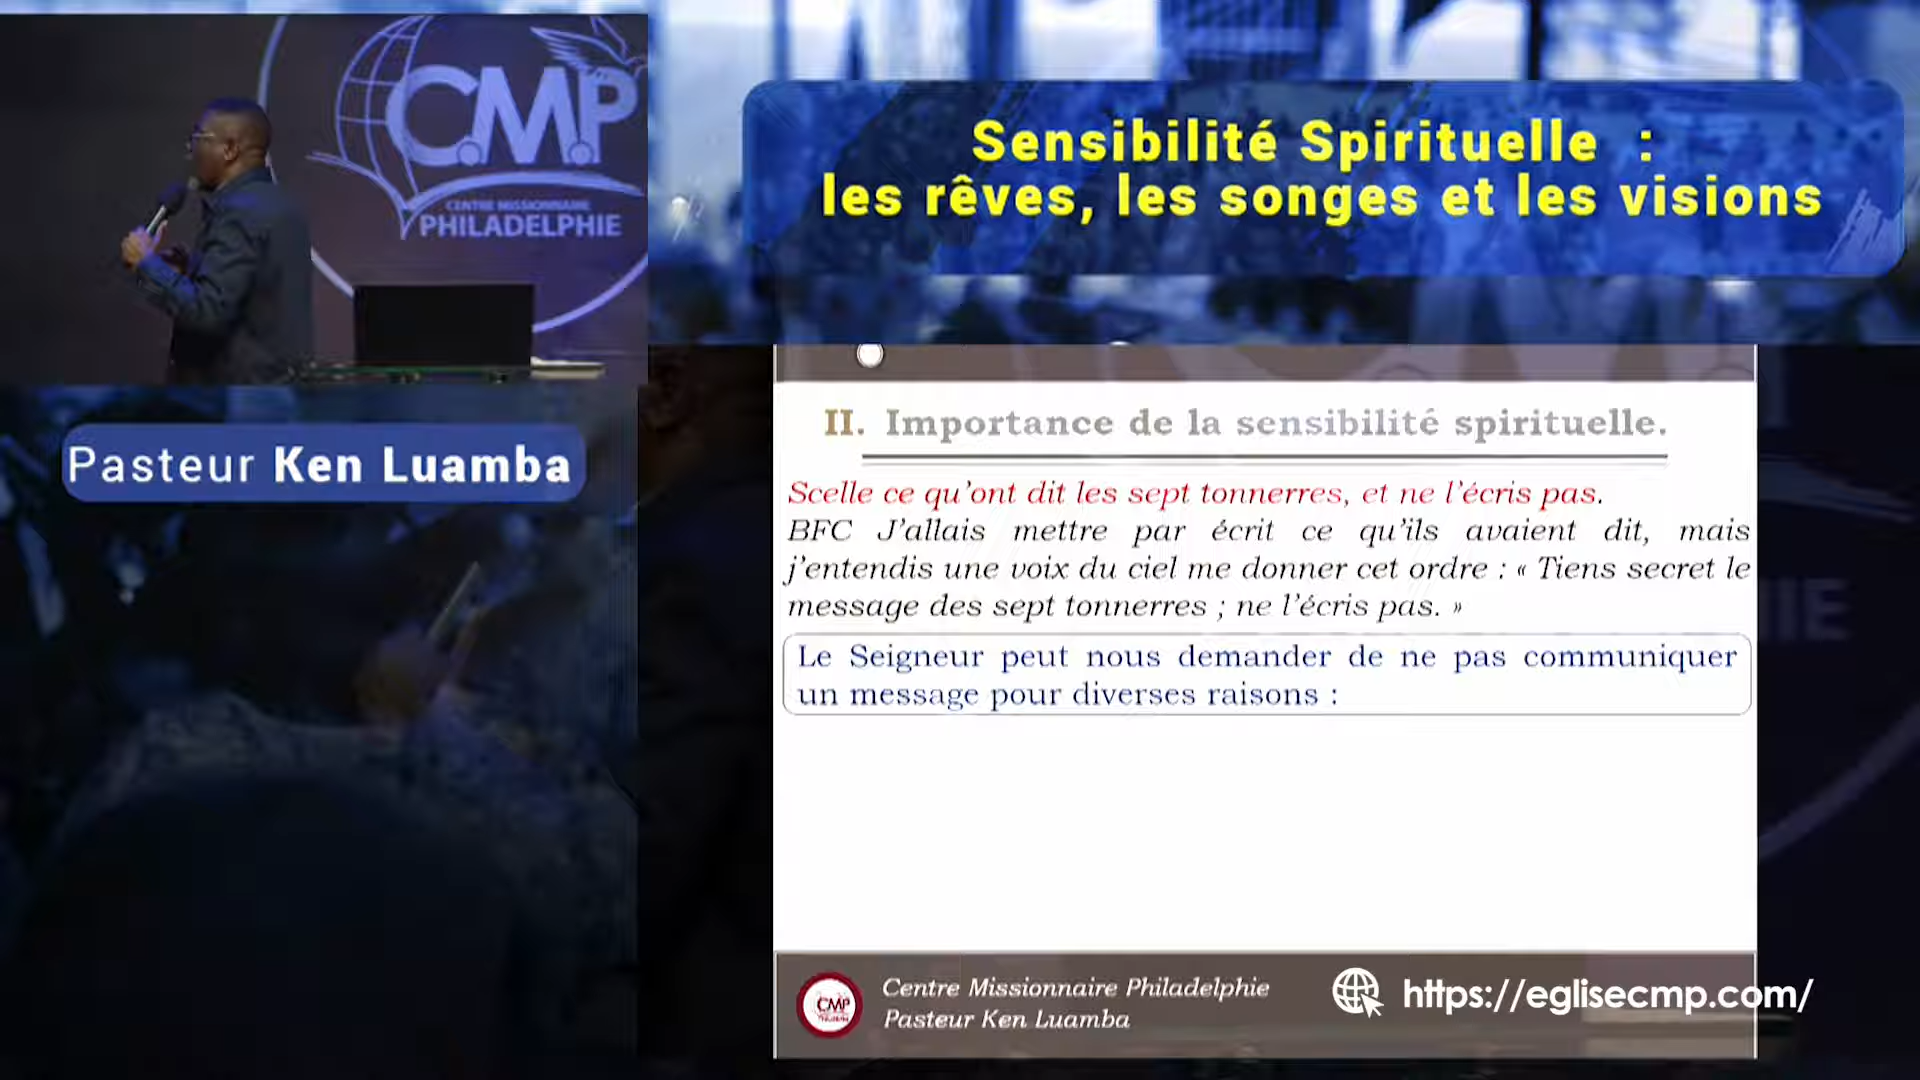 CMP
CENTRE MISSIONNAIRE
PHILADELPHIE
Sensibilité Spirituelle :
les rêves, les songes et les visions
Pasteur Ken Luamba
II. Importance de la sensibilité spirituelle.
Scelle ce qu’ont dit les sept tonnerres, et ne l’écris pas.
BFC J’allais mettre par écrit ce qu’ils avaient dit, mais
j’entendis une voix du ciel me donner cet ordre : « Tiens secret le
message des sept tonnerres ; ne l’écris pas. »
Le Seigneur peut nous demander de ne pas communiquer
un message pour diverses raisons :
CMP
Centre Missionnaire Philadelphie
Pasteur Ken Luamba
https://eglisecmp.com/